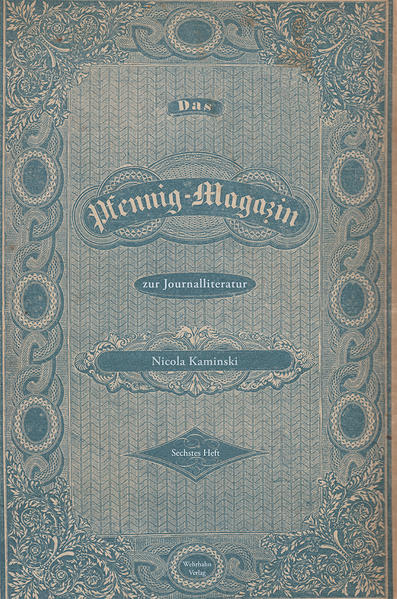 Das
Pfennig-Magazin
zur Journalliteratur
Nicola Kaminski
Sechstes Heft
Wehrhahn
Verlag